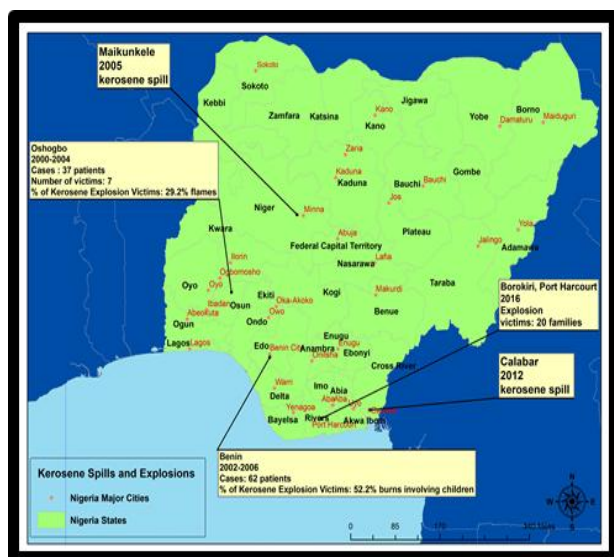 Maikunkele
2005
kerosene spill
Sokoto
Sokoto
Kebbi
Zamfara
Katsina
Kano
Kano
Jigawa
Yobe
Borno
Damaturu
Maiduguri
Oshogbo
2000-2004
Cases : 37 patients
Number of victims: 7
% of Kerosene Explosion Victims: 29.2% flames
Zaria
Kaduna
Kaduna
Bauchi
Bauchi
Gombe
Jos
Niger
Minna
Plateau
Yola
Kwara
Abuja
Federal Capital Territory
Jalingo
Adamawa
Lafia
Nasarawa
Ilorin
Ogbomosho
Oyo
Oyo
Kogi
Makurdi
Taraba
Benue
Ekiti
Osun
Oka-Akoko
Ibadan
Owo
Abeokuta
Ogun
Ondo
Borokiri, Port Harcourt
2016
Explosion
victims: 20 families
Lagos
Lagos
Edo
Benin City
Enugu
Anambra
Enugu
Onitsha
Ebonyi
Cross River
Calabar
2012
kerosene spill
Warri
Delta
Imo
Abia
Aba
Aba
Uyo
Yenagoa
Bayelsa
Rivers
Port Harcourt
Akwa Ibom
Benin
2002-2006
Cases: 62 patients
% of Kerosene Explosion Victims: 52.2% burns involving children
Kerosene Spills and Explosions
Nigeria Major Cities
Nigeria States
N
W
E
S
0
85
170
340 Miles